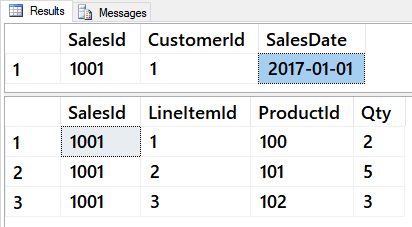 Results Messages
SalesId CustomerId SalesDate
1 1001 1 2017-01-01
SalesId LineItemId ProductId Qty
1 1001 1 100 2
2 1001 2 101 5
3 1001 3 102 3